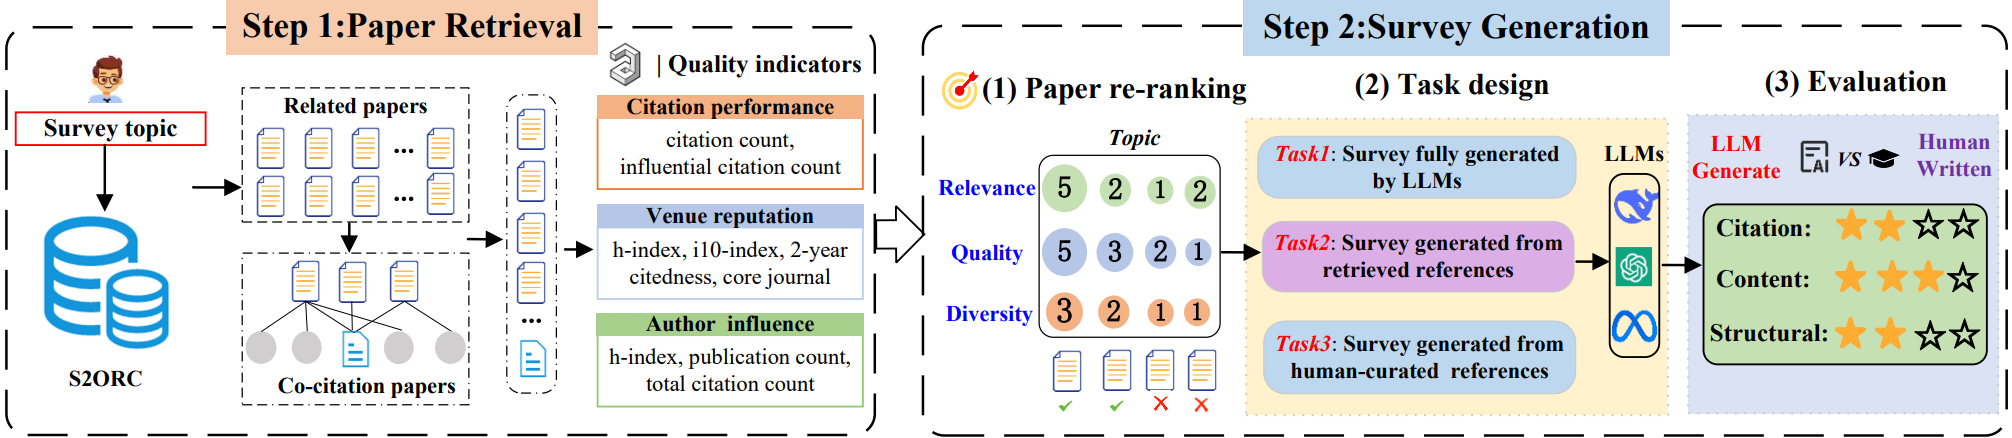 Step 1:Paper Retrieval
Survey topic
S2ORC
Related papers
...
...
Co-citation papers
...
| Quality indicators
Citation performance
citation count,
influential citation count
Venue reputation
h-index, i10-index, 2-year
citedness, core journal
Author influence
h-index, publication count,
total citation count
Step 2:Survey Generation
(1) Paper re-ranking
Topic
Relevance
5 2 1 2
Quality
5 3 2 1
Diversity
3 2 1 1
(2) Task design
Task1: Survey fully generated
by LLMs
Task2: Survey generated from
retrieved references
Task3: Survey generated from
human-curated references
LLMs
(3) Evaluation
LLM
Generate
AI
VS
Human
Written
Citation:
Content:
Structural: